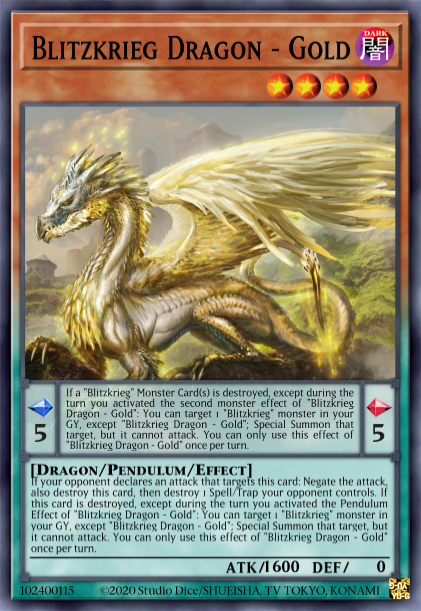 Blitzkrieg Dragon - Gold
DARK
闇
If a "Blitzkrieg" Monster Card(s) is destroyed, except during the
turn you activated the second monster effect of "Blitzkrieg
Dragon - Gold": You can target 1 "Blitzkrieg" monster in your
GY, except "Blitzkrieg Dragon - Gold"; Special Summon that
target, but it cannot attack. You can only use this effect of
"Blitzkrieg Dragon - Gold" once per turn.
5
5
[Dragon/Pendulum/Effect]
If your opponent declares an attack that targets this card: Negate the attack,
also destroy this card, then destroy 1 Spell/Trap your opponent controls. If
this card is destroyed, except during the turn you activated the Pendulum
Effect of "Blitzkrieg Dragon - Gold": You can target 1 "Blitzkrieg" monster in
your GY, except "Blitzkrieg Dragon - Gold"; Special Summon that target, but
it cannot attack. You can only use this effect of "Blitzkrieg Dragon - Gold"
once per turn.
ATK/1600 DEF/ 0
102400115 ©2020 Studio Dice/SHUEISHA, TV TOKYO, KONAMI